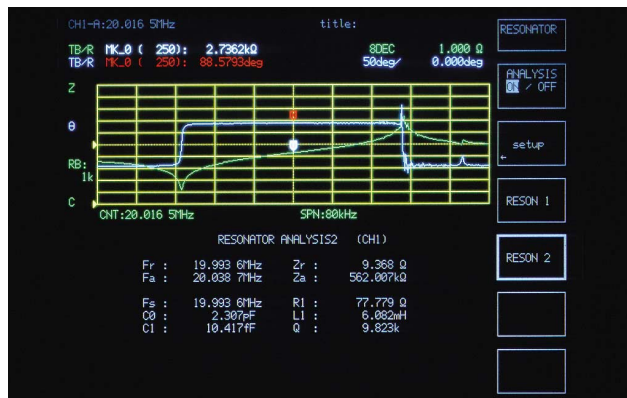 CH1-A:20.016 5MHz title:
TB/R MK_0 ( 250): 2.7362kΩ 8DEC 1.000 Ω
TB/R MK_0 ( 250): 88.5793deg 50deg/ 0.000deg
Z
θ
RB:
1k
C
CNT:20.016 5MHz SPN:80kHz
RESONATOR ANALYSIS2 (CH1)
Fr : 19.993 6MHz Zr : 9.368 Ω
Fa : 20.038 7MHz Za : 562.007kΩ
Fs : 19.993 6MHz R1 : 77.779 Ω
C0 : 2.307pF L1 : 6.082mH
C1 : 10.417fF Q : 9.823k
RESONATOR
ANALYSIS
ON / OFF
setup
←
RESON 1
RESON 2